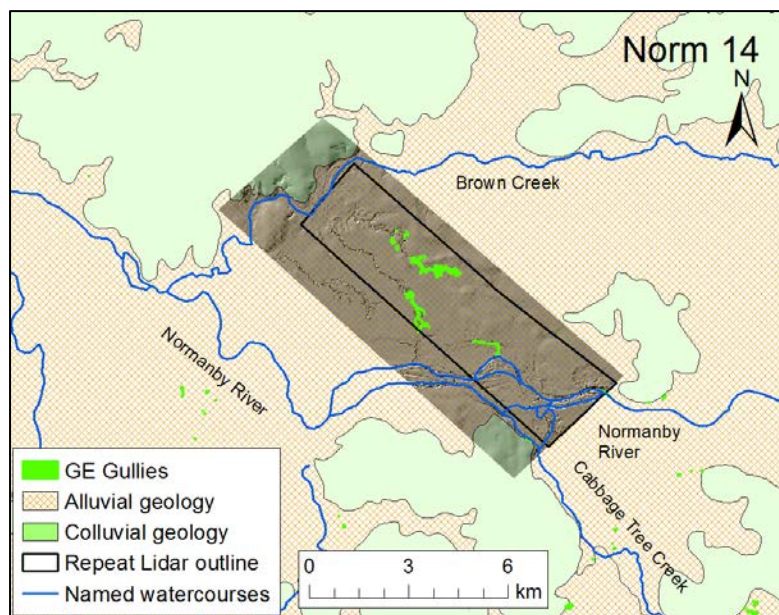 Norm 14
N
Brown Creek
Normanby River
Normanby
River
Cabbage Tree Creek
GE Gullies
Alluvial geology
Colluvial geology
Repeat Lidar outline
Named watercourses
0 3 6
km